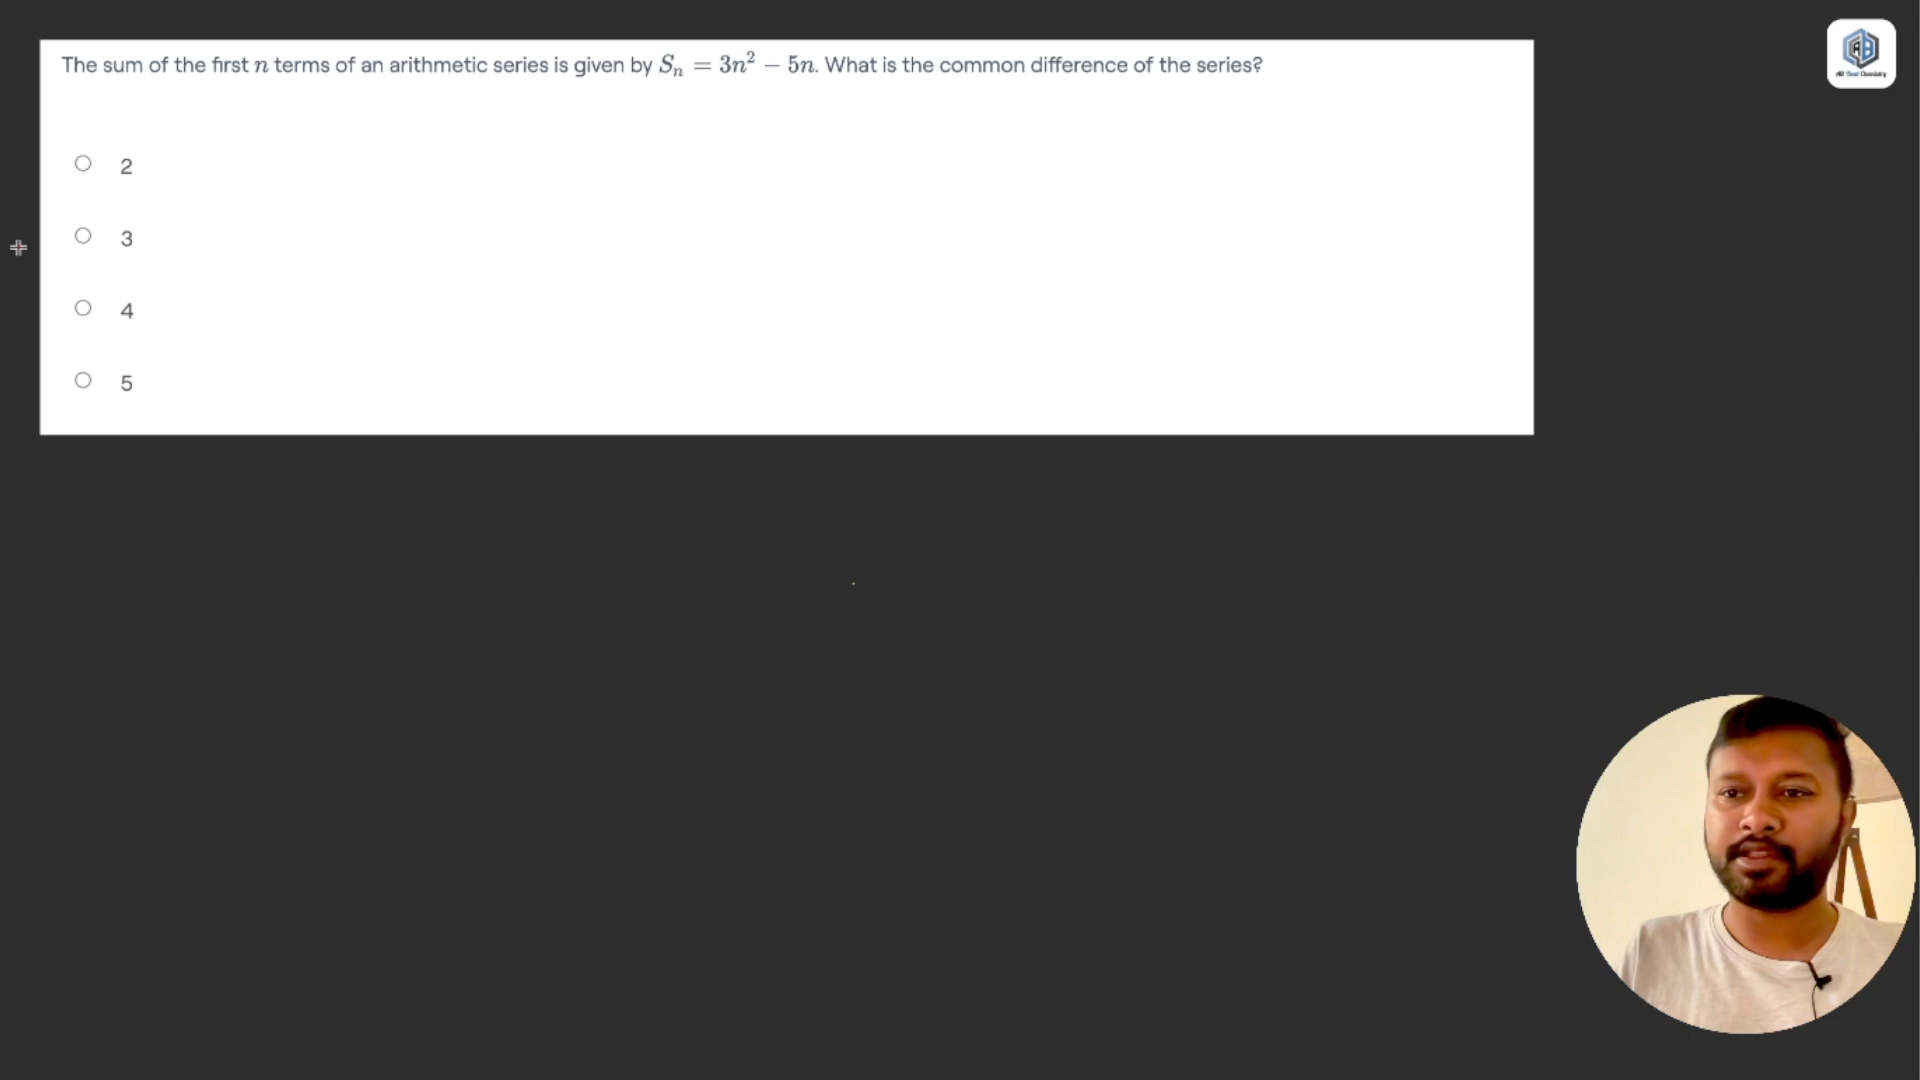 The sum of the first n terms of an arithmetic series is given by Sₙ = 3n² − 5n. What is the common difference of the series?
2
3
4
5